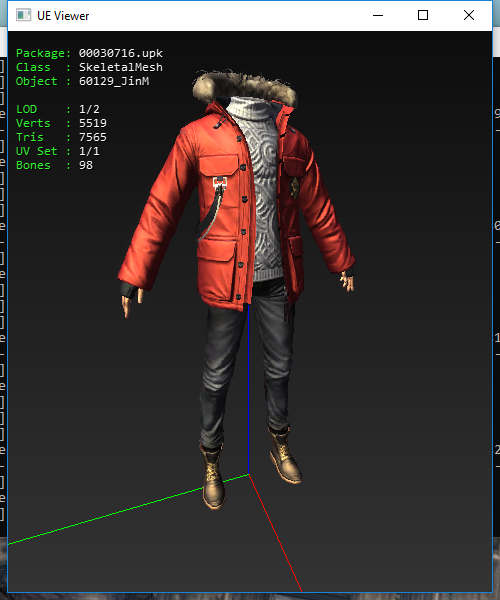 UE Viewer
Package: 00030716.upk
Class : SkeletalMesh
Object : 60129_JinM
LOD : 1/2
Verts : 5519
Tris : 7565
UV Set : 1/1
Bones : 98